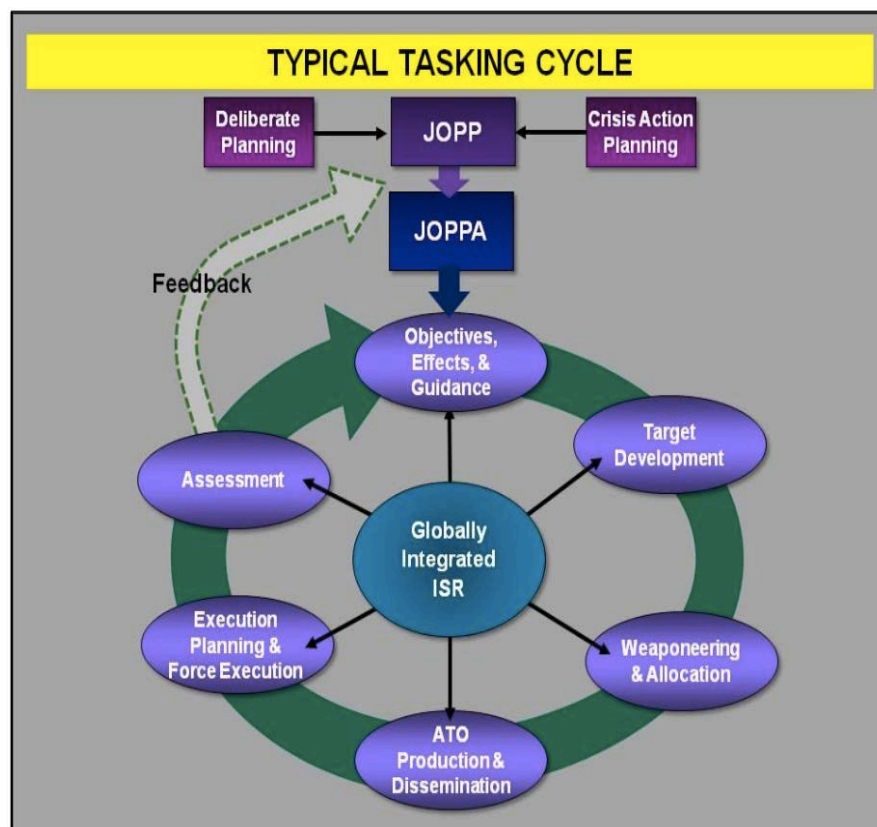 TYPICAL TASKING CYCLE
Deliberate
Planning
JOPP
Crisis Action
Planning
JOPPA
Feedback
Objectives,
Effects, &
Guidance
Target
Development
Assessment
Globally
Integrated
ISR
Execution
Planning &
Force Execution
Weaponeering
& Allocation
ATO
Production &
Dissemination